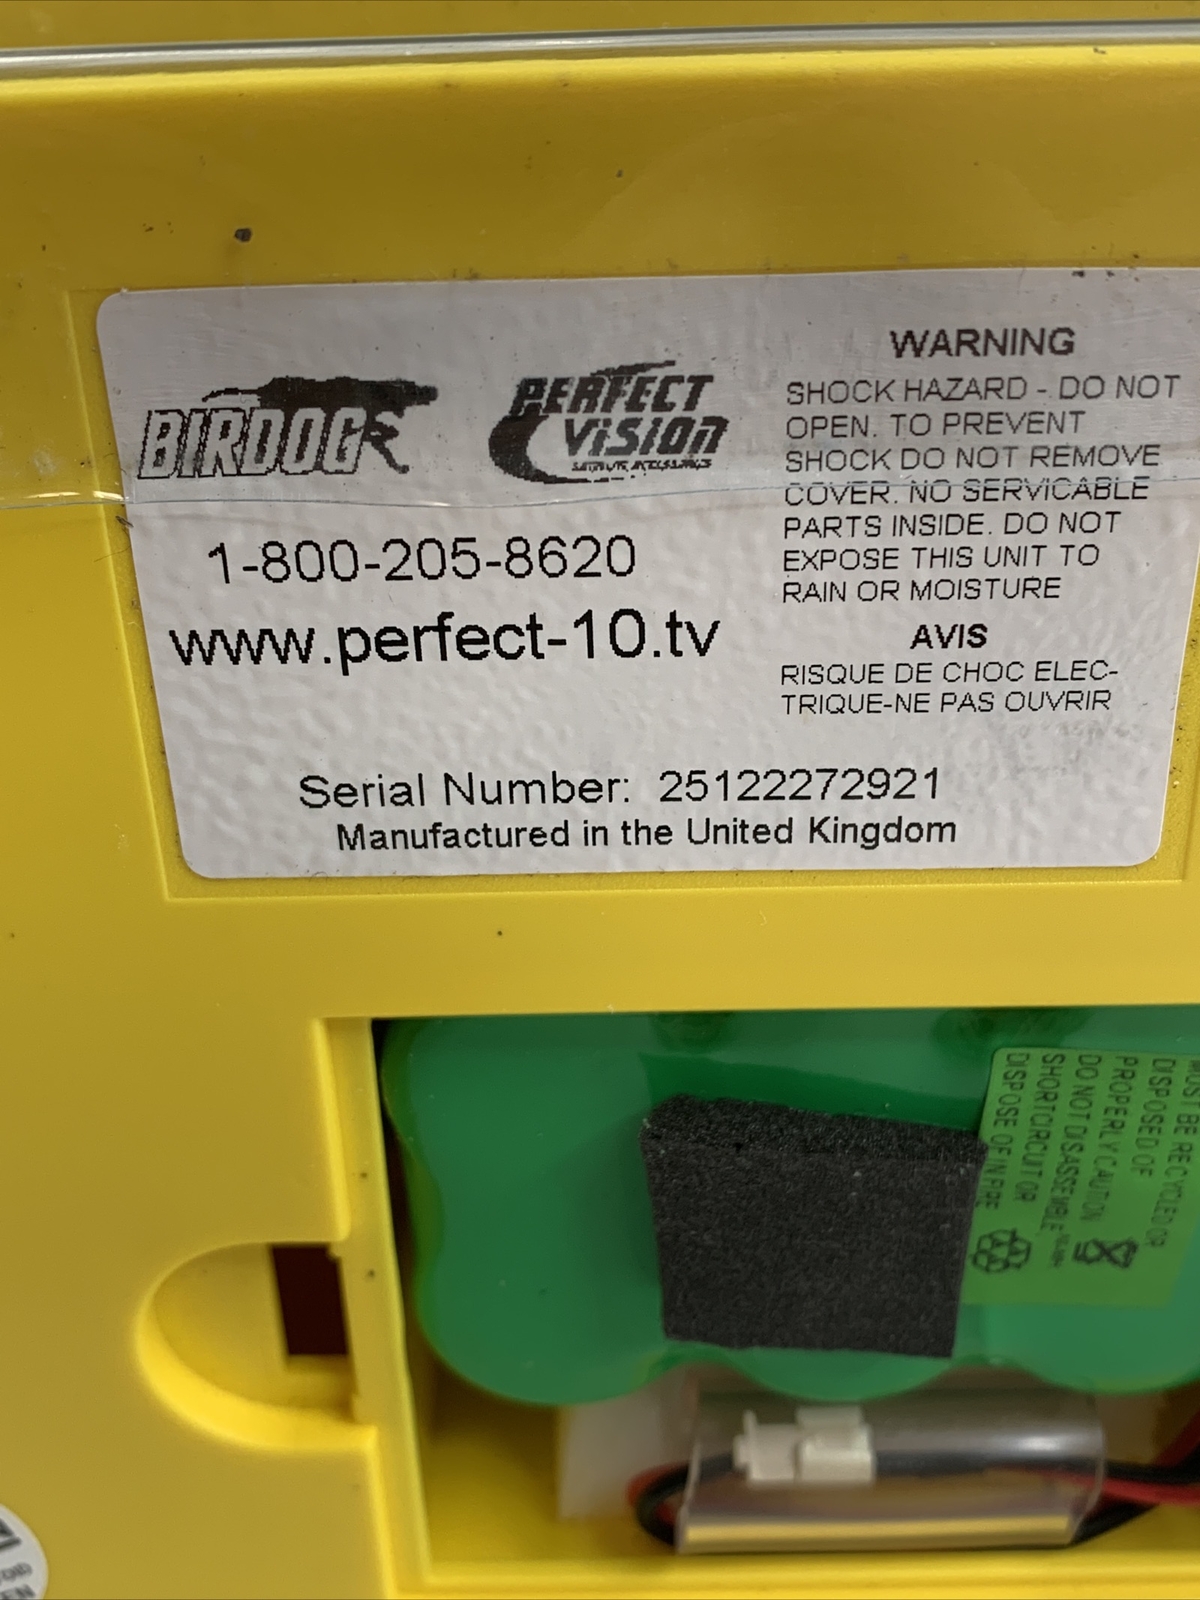 BIRDOG
PERFECT
VISION
1-800-205-8620
www.perfect-10.tv
WARNING
SHOCK HAZARD - DO NOT
OPEN. TO PREVENT
SHOCK DO NOT REMOVE
COVER. NO SERVICABLE
PARTS INSIDE. DO NOT
EXPOSE THIS UNIT TO
RAIN OR MOISTURE
AVIS
RISQUE DE CHOC ELEC-
TRIQUE-NE PAS OUVRIR
Serial Number: 25122272921
Manufactured in the United Kingdom
MUST BE RECYCLED OR
DISPOSED OF
PROPERLY CAUTION
DO NOT DISASSEMBLE,
SHORT CIRCUIT OR
DISPOSE OF IN FIRE